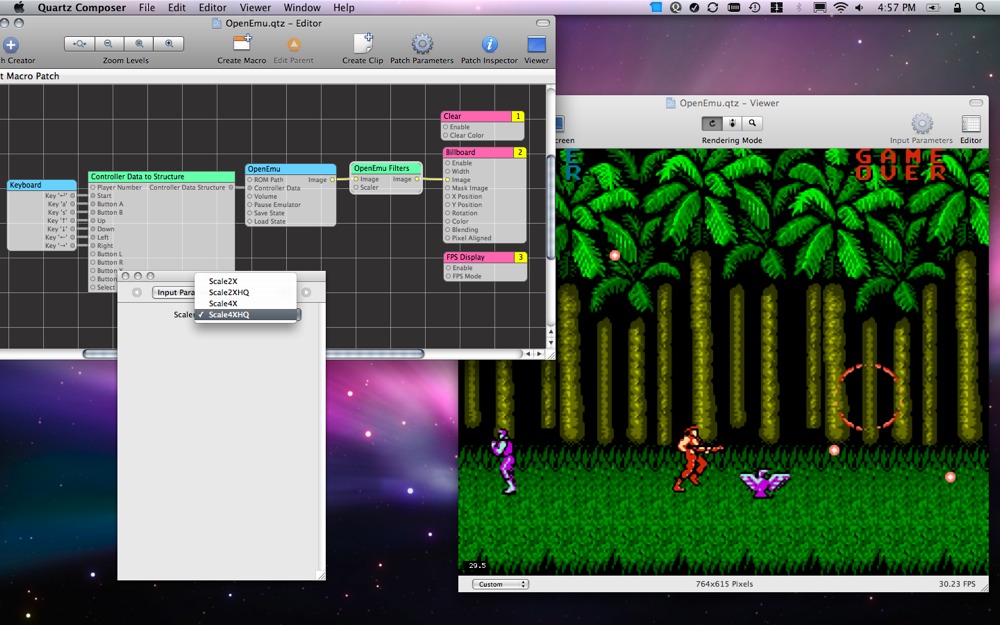 Quartz Composer File Edit Editor Viewer Window Help 4:57 PM
OpenEmu.qtz - Editor
h Creator
Zoom Levels
Create Macro
Edit Parent
Create Clip
Patch Parameters
Patch Inspector
Viewer
t Macro Patch
Keyboard
Key '↩'
Key 'a'
Key 's'
Key '↑'
Key '↓'
Key '←'
Key '→'
Controller Data to Structure
Player Number Controller Data Structure
Start
Button A
Button B
Up
Down
Left
Right
Button L
Button R
Button
Button
Select
OpenEmu
ROM Path Image
Controller Data
Volume
Pause Emulator
Save State
Load State
OpenEmu Filters
Image Image
Scaler
Clear 1
Enable
Clear Color
Billboard 2
Enable
Width
Image
Mask Image
X Position
Y Position
Rotation
Color
Blending
Pixel Aligned
FPS Display 3
Enable
FPS Mode
Input Para
Scaler
Scale2X
Scale2XHQ
Scale4X
✓ Scale4XHQ
OpenEmu.qtz - Viewer
creen
Rendering Mode
Input Parameters
Editor
E
R
GAME
OVER
29.5
Custom
764x615 Pixels
30.23 FPS